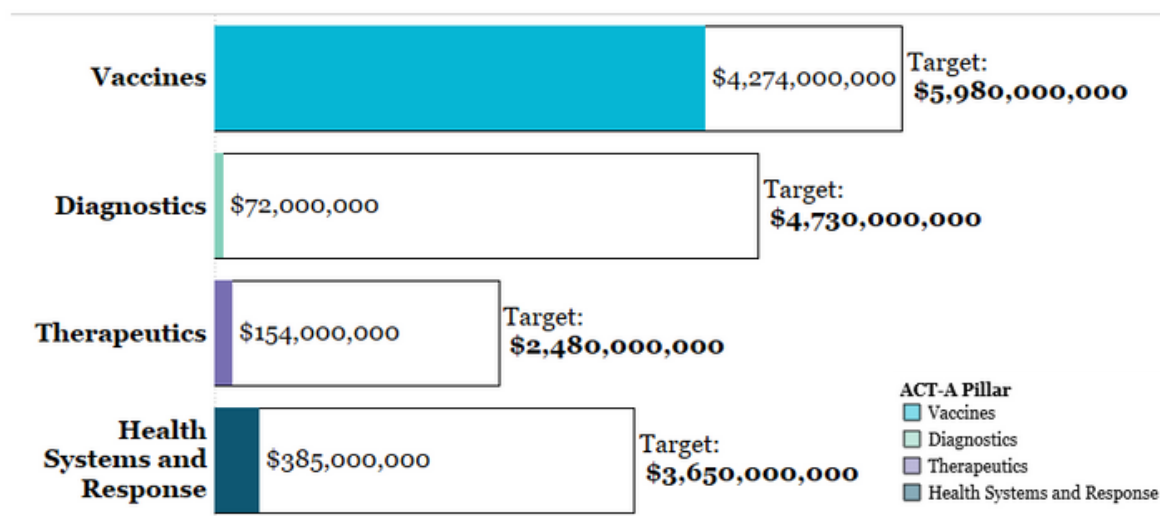 Vaccines
$4,274,000,000
Target:
$5,980,000,000
Diagnostics
$72,000,000
Target:
$4,730,000,000
Therapeutics
$154,000,000
Target:
$2,480,000,000
Health
Systems and
Response
$385,000,000
Target:
$3,650,000,000
ACT-A Pillar
Vaccines
Diagnostics
Therapeutics
Health Systems and Response